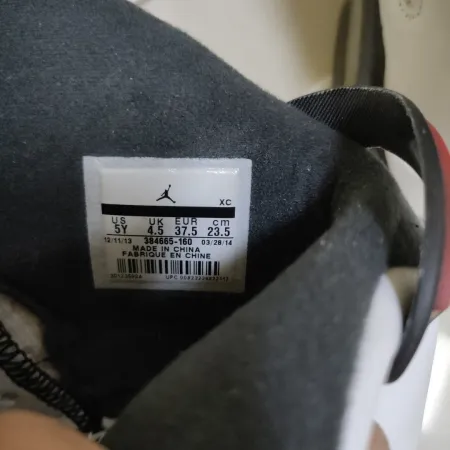 XC
US UK EUR cm
5Y 4.5 37.5 23.5
12/11/13 384665-160 03/28/14
MADE IN CHINA
FABRIQUE EN CHINE
UPC